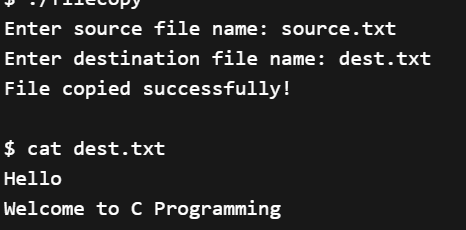 $ ./filecopy
Enter source file name: source.txt
Enter destination file name: dest.txt
File copied successfully!
$ cat dest.txt
Hello
Welcome to C Programming